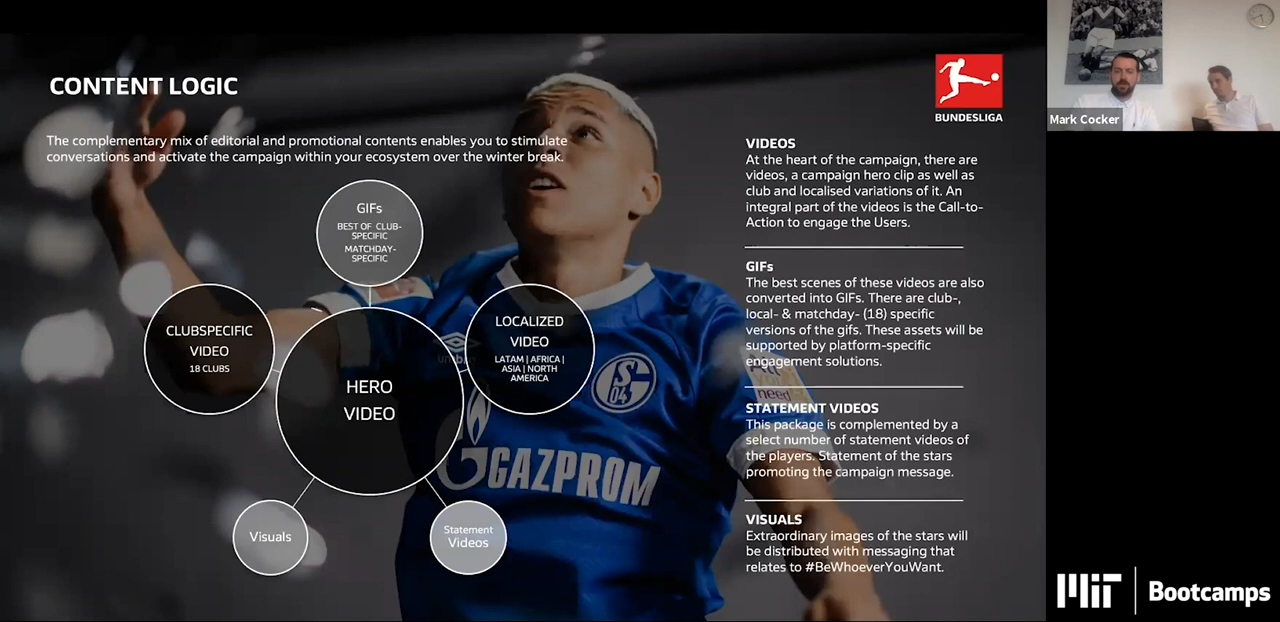 CONTENT LOGIC
The complementary mix of editorial and promotional contents enables you to stimulate
conversations and activate the campaign within your ecosystem over the winter break.
GIFs
BEST OF CLUB-
SPECIFIC
MATCHDAY-
SPECIFIC
CLUBSPECIFIC
VIDEO
18 CLUBS
LOCALIZED
VIDEO
LATAM | AFRICA |
ASIA | NORTH
AMERICA
HERO
VIDEO
Visuals
Statement
Videos
umbro
S
04
GAZPROM
need
BUNDESLIGA
VIDEOS
At the heart of the campaign, there are
videos, a campaign hero clip as well as
club and localised variations of it. An
integral part of the videos is the Call-to-
Action to engage the Users.
GIFs
The best scenes of these videos are also
converted into GIFs. There are club-,
local- & matchday- (18) specific
versions of the gifs. These assets will be
supported by platform-specific
engagement solutions.
STATEMENT VIDEOS
This package is complemented by a
select number of statement videos of
the players. Statement of the stars
promoting the campaign message.
VISUALS
Extraordinary images of the stars will
be distributed with messaging that
relates to #BeWhoeverYouWant.
Mark Cocker
MIT Bootcamps